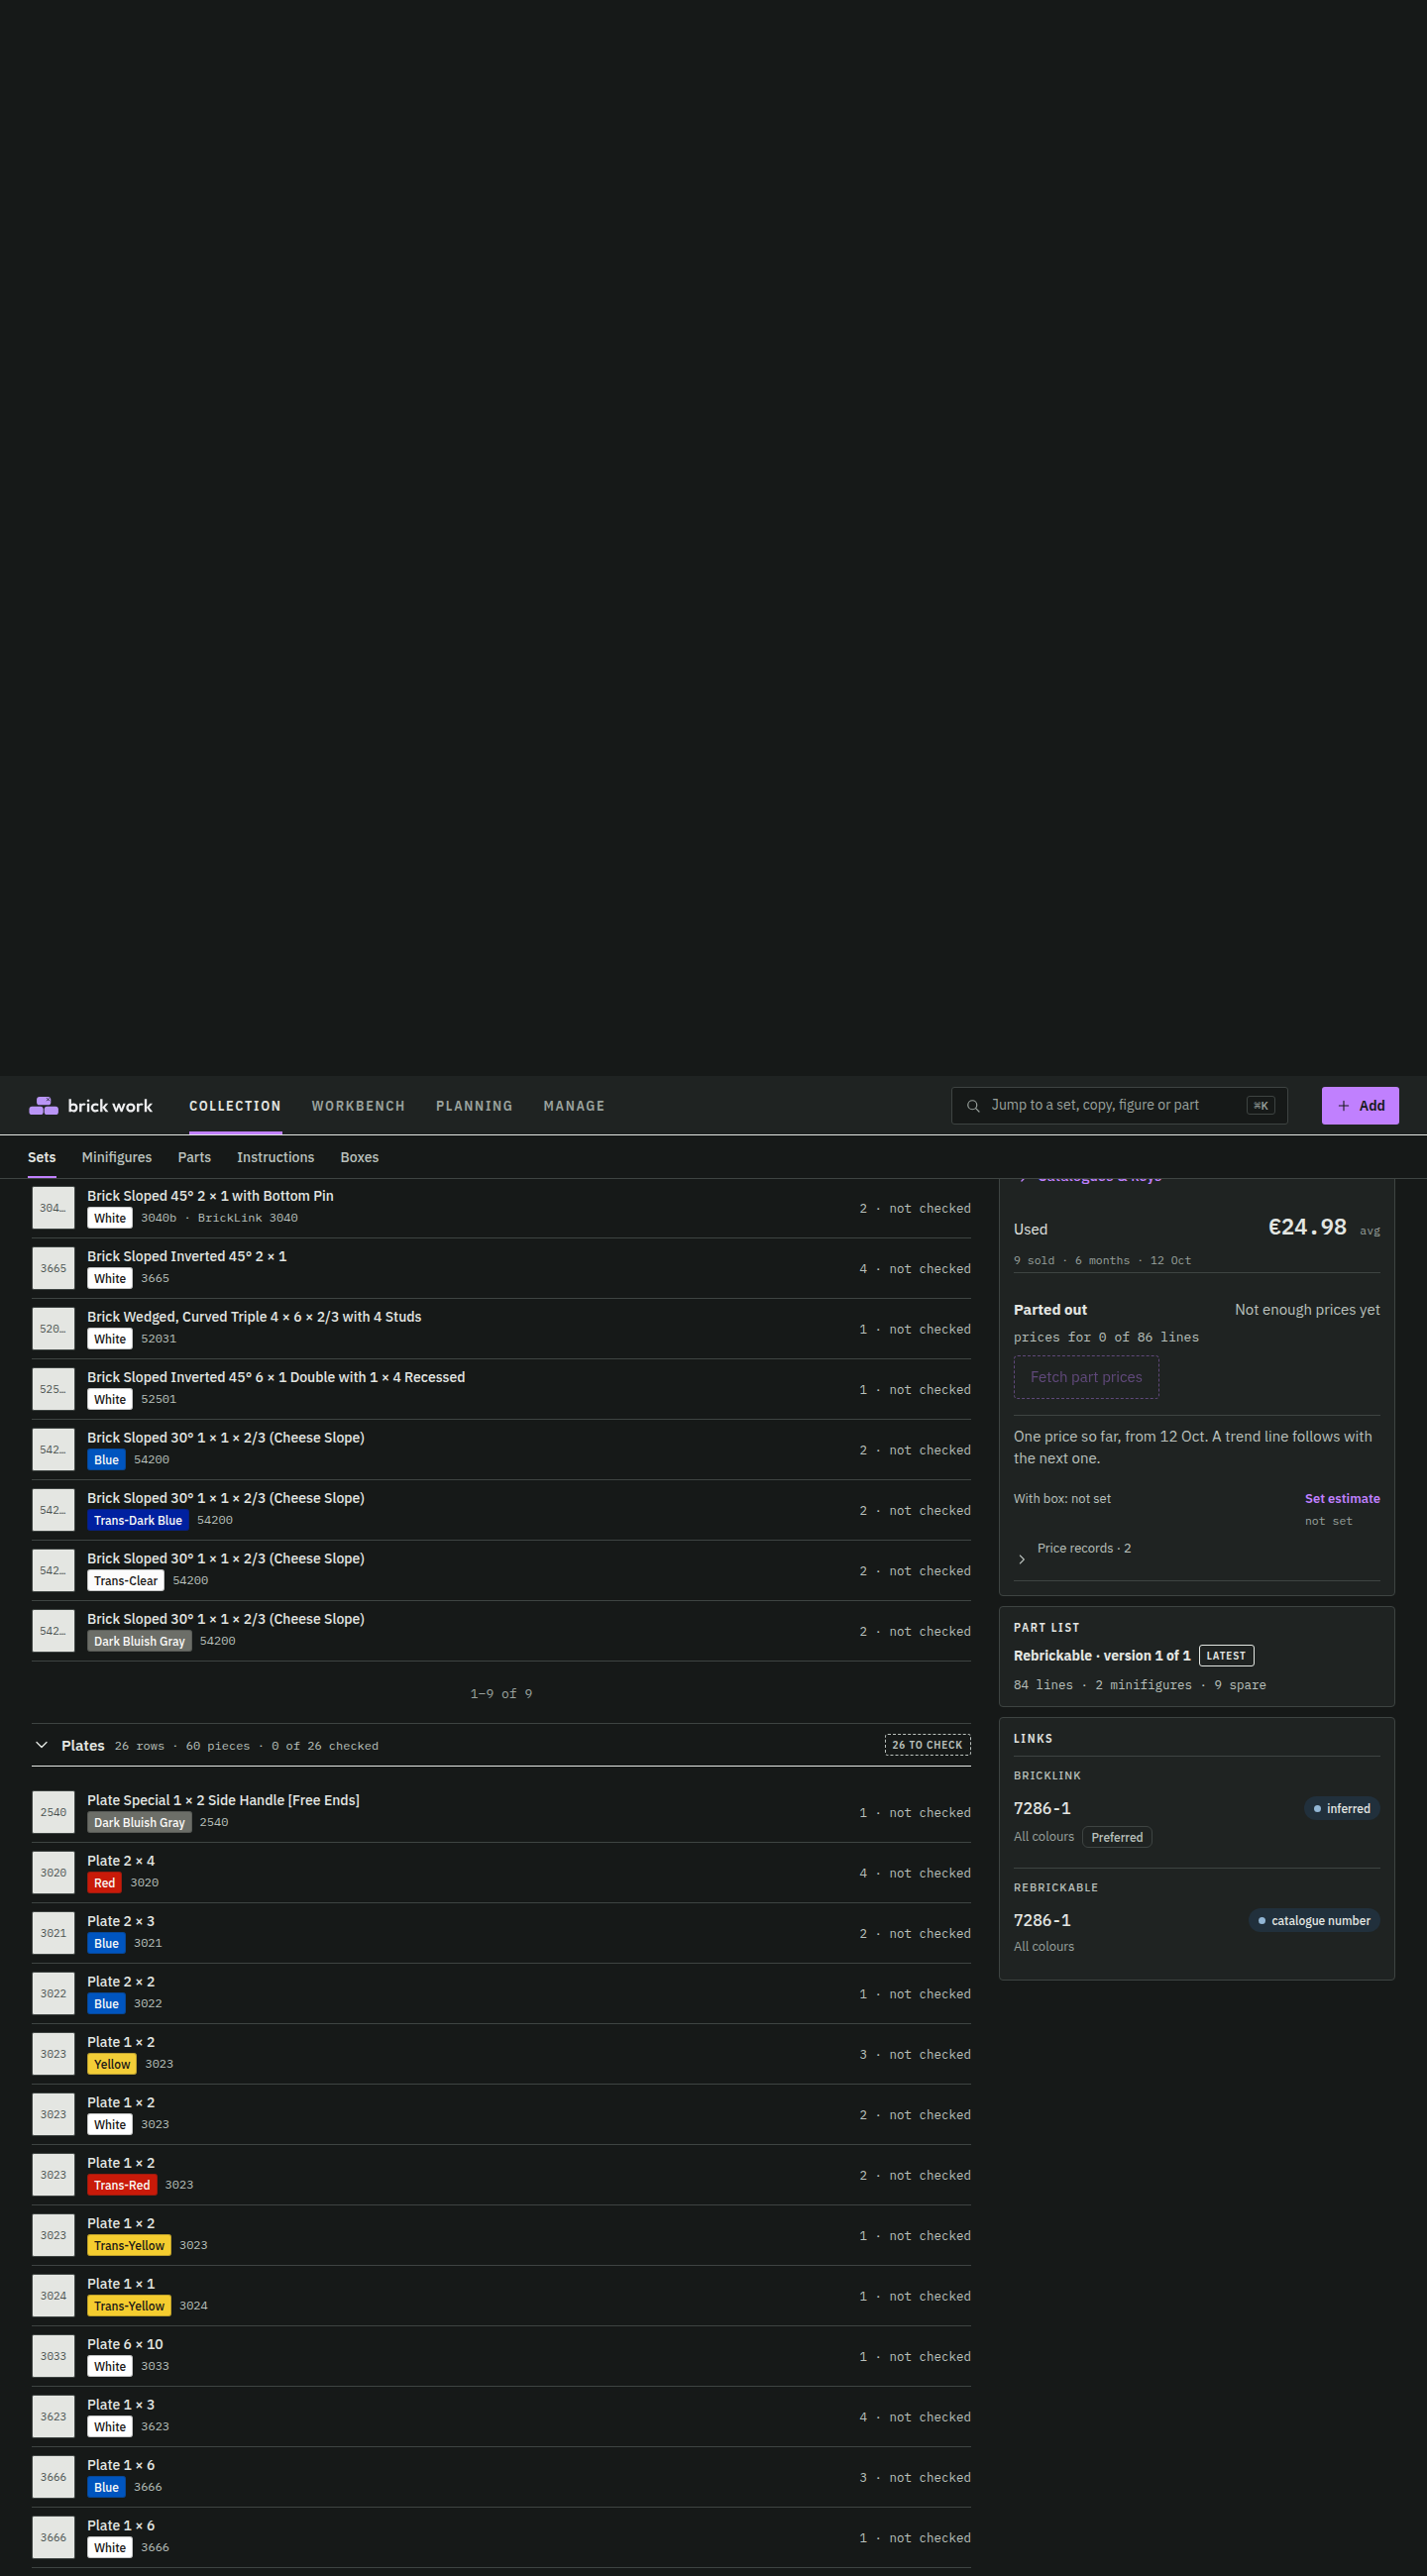 brick work COLLECTION WORKBENCH PLANNING MANAGE Jump to a set, copy, figure or part ⌘K + Add
Sets Minifigures Parts Instructions Boxes
304… Brick Sloped 45° 2 × 1 with Bottom Pin
White 3040b · BrickLink 3040
2 · not checked
3665 Brick Sloped Inverted 45° 2 × 1
White 3665
4 · not checked
520… Brick Wedged, Curved Triple 4 × 6 × 2/3 with 4 Studs
White 52031
1 · not checked
525… Brick Sloped Inverted 45° 6 × 1 Double with 1 × 4 Recessed
White 52501
1 · not checked
542… Brick Sloped 30° 1 × 1 × 2/3 (Cheese Slope)
Blue 54200
2 · not checked
542… Brick Sloped 30° 1 × 1 × 2/3 (Cheese Slope)
Trans-Dark Blue 54200
2 · not checked
542… Brick Sloped 30° 1 × 1 × 2/3 (Cheese Slope)
Trans-Clear 54200
2 · not checked
542… Brick Sloped 30° 1 × 1 × 2/3 (Cheese Slope)
Dark Bluish Gray 54200
2 · not checked
1–9 of 9
Plates 26 rows · 60 pieces · 0 of 26 checked 26 TO CHECK
2540 Plate Special 1 × 2 Side Handle [Free Ends]
Dark Bluish Gray 2540
1 · not checked
3020 Plate 2 × 4
Red 3020
4 · not checked
3021 Plate 2 × 3
Blue 3021
2 · not checked
3022 Plate 2 × 2
Blue 3022
1 · not checked
3023 Plate 1 × 2
Yellow 3023
3 · not checked
3023 Plate 1 × 2
White 3023
2 · not checked
3023 Plate 1 × 2
Trans-Red 3023
2 · not checked
3023 Plate 1 × 2
Trans-Yellow 3023
1 · not checked
3024 Plate 1 × 1
Trans-Yellow 3024
1 · not checked
3033 Plate 6 × 10
White 3033
1 · not checked
3623 Plate 1 × 3
White 3623
4 · not checked
3666 Plate 1 × 6
Blue 3666
3 · not checked
3666 Plate 1 × 6
White 3666
1 · not checked
Used €24.98 avg
9 sold · 6 months · 12 Oct
Parted out Not enough prices yet
prices for 0 of 86 lines
Fetch part prices
One price so far, from 12 Oct. A trend line follows with
the next one.
With box: not set Set estimate
not set
Price records · 2
PART LIST
Rebrickable · version 1 of 1 LATEST
84 lines · 2 minifigures · 9 spare
LINKS
BRICKLINK
7286-1 inferred
All colours Preferred
REBRICKABLE
7286-1 catalogue number
All colours